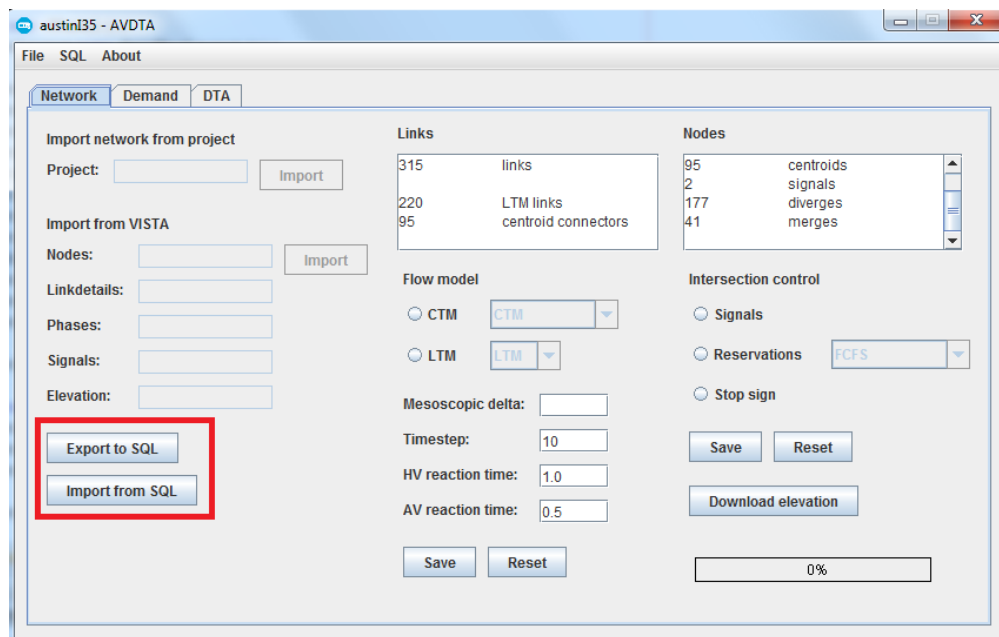 austinI35 - AVDTA
File SQL About
Network Demand DTA
Import network from project
Project:
Import
Import from VISTA
Nodes:
Import
Linkdetails:
Phases:
Signals:
Elevation:
Export to SQL
Import from SQL
Links
315 links
220 LTM links
95 centroid connectors
Flow model
CTM CTM
LTM LTM
Mesoscopic delta:
Timestep: 10
HV reaction time: 1.0
AV reaction time: 0.5
Save Reset
Nodes
95 centroids
2 signals
177 diverges
41 merges
Intersection control
Signals
Reservations FCFS
Stop sign
Save Reset
Download elevation
0%